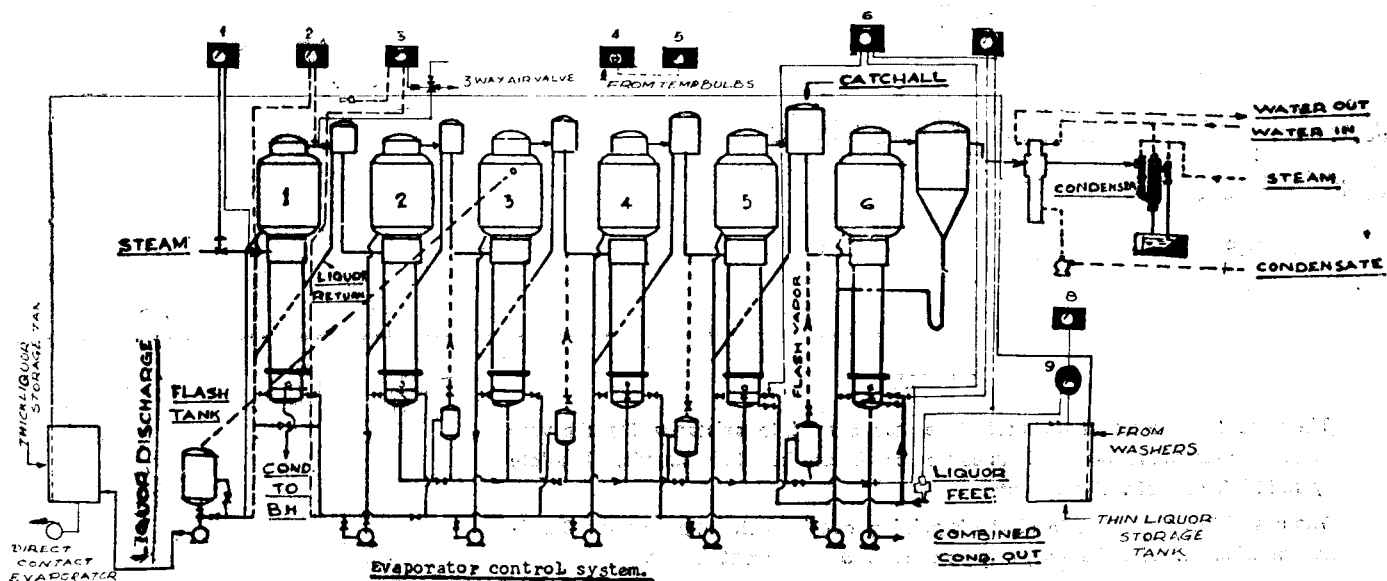 1
2
3
4
5
6
3 WAY AIR VALVE
FROM TEMP BULBS
CATCHALL
WATER OUT
WATER IN
STEAM
CONDENSER
CONDENSATE
1
2
3
4
5
6
STEAM
LIQUOR
RETURN
FLASH VAPOR
8
9
THICK LIQUOR
STORAGE TANK
LIQUOR DISCHARGE
FLASH
TANK
COND.
TO
BH
LIQUOR
FEED
FROM
WASHERS
THIN LIQUOR
STORAGE
TANK
DIRECT
CONTACT
EVAPORATOR
COMBINED
COND. OUT
Evaporator control system.